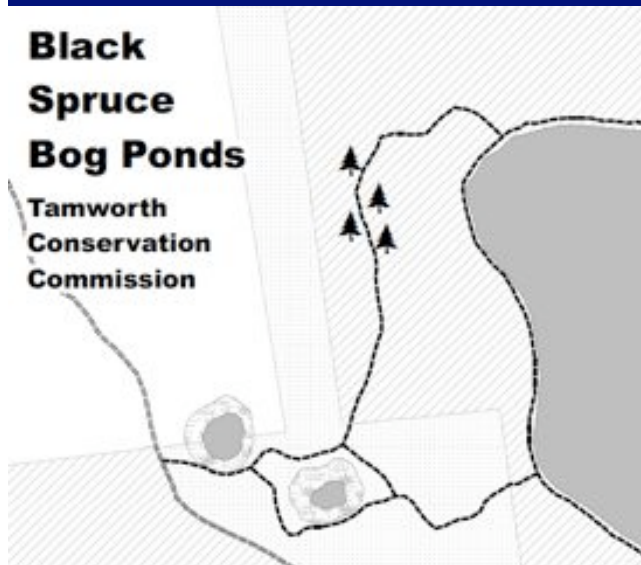 Black
Spruce
Bog Ponds
Tamworth
Conservation
Commission